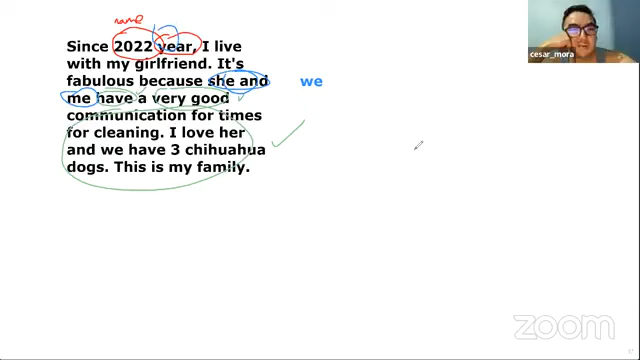 name
Since 2022 year, I live
with my girlfriend. It's
fabulous because she and
we
me have a very good
communication for times
for cleaning. I love her
and we have 3 chihuahua
dogs. This is my family.
cesar_mora
zoom